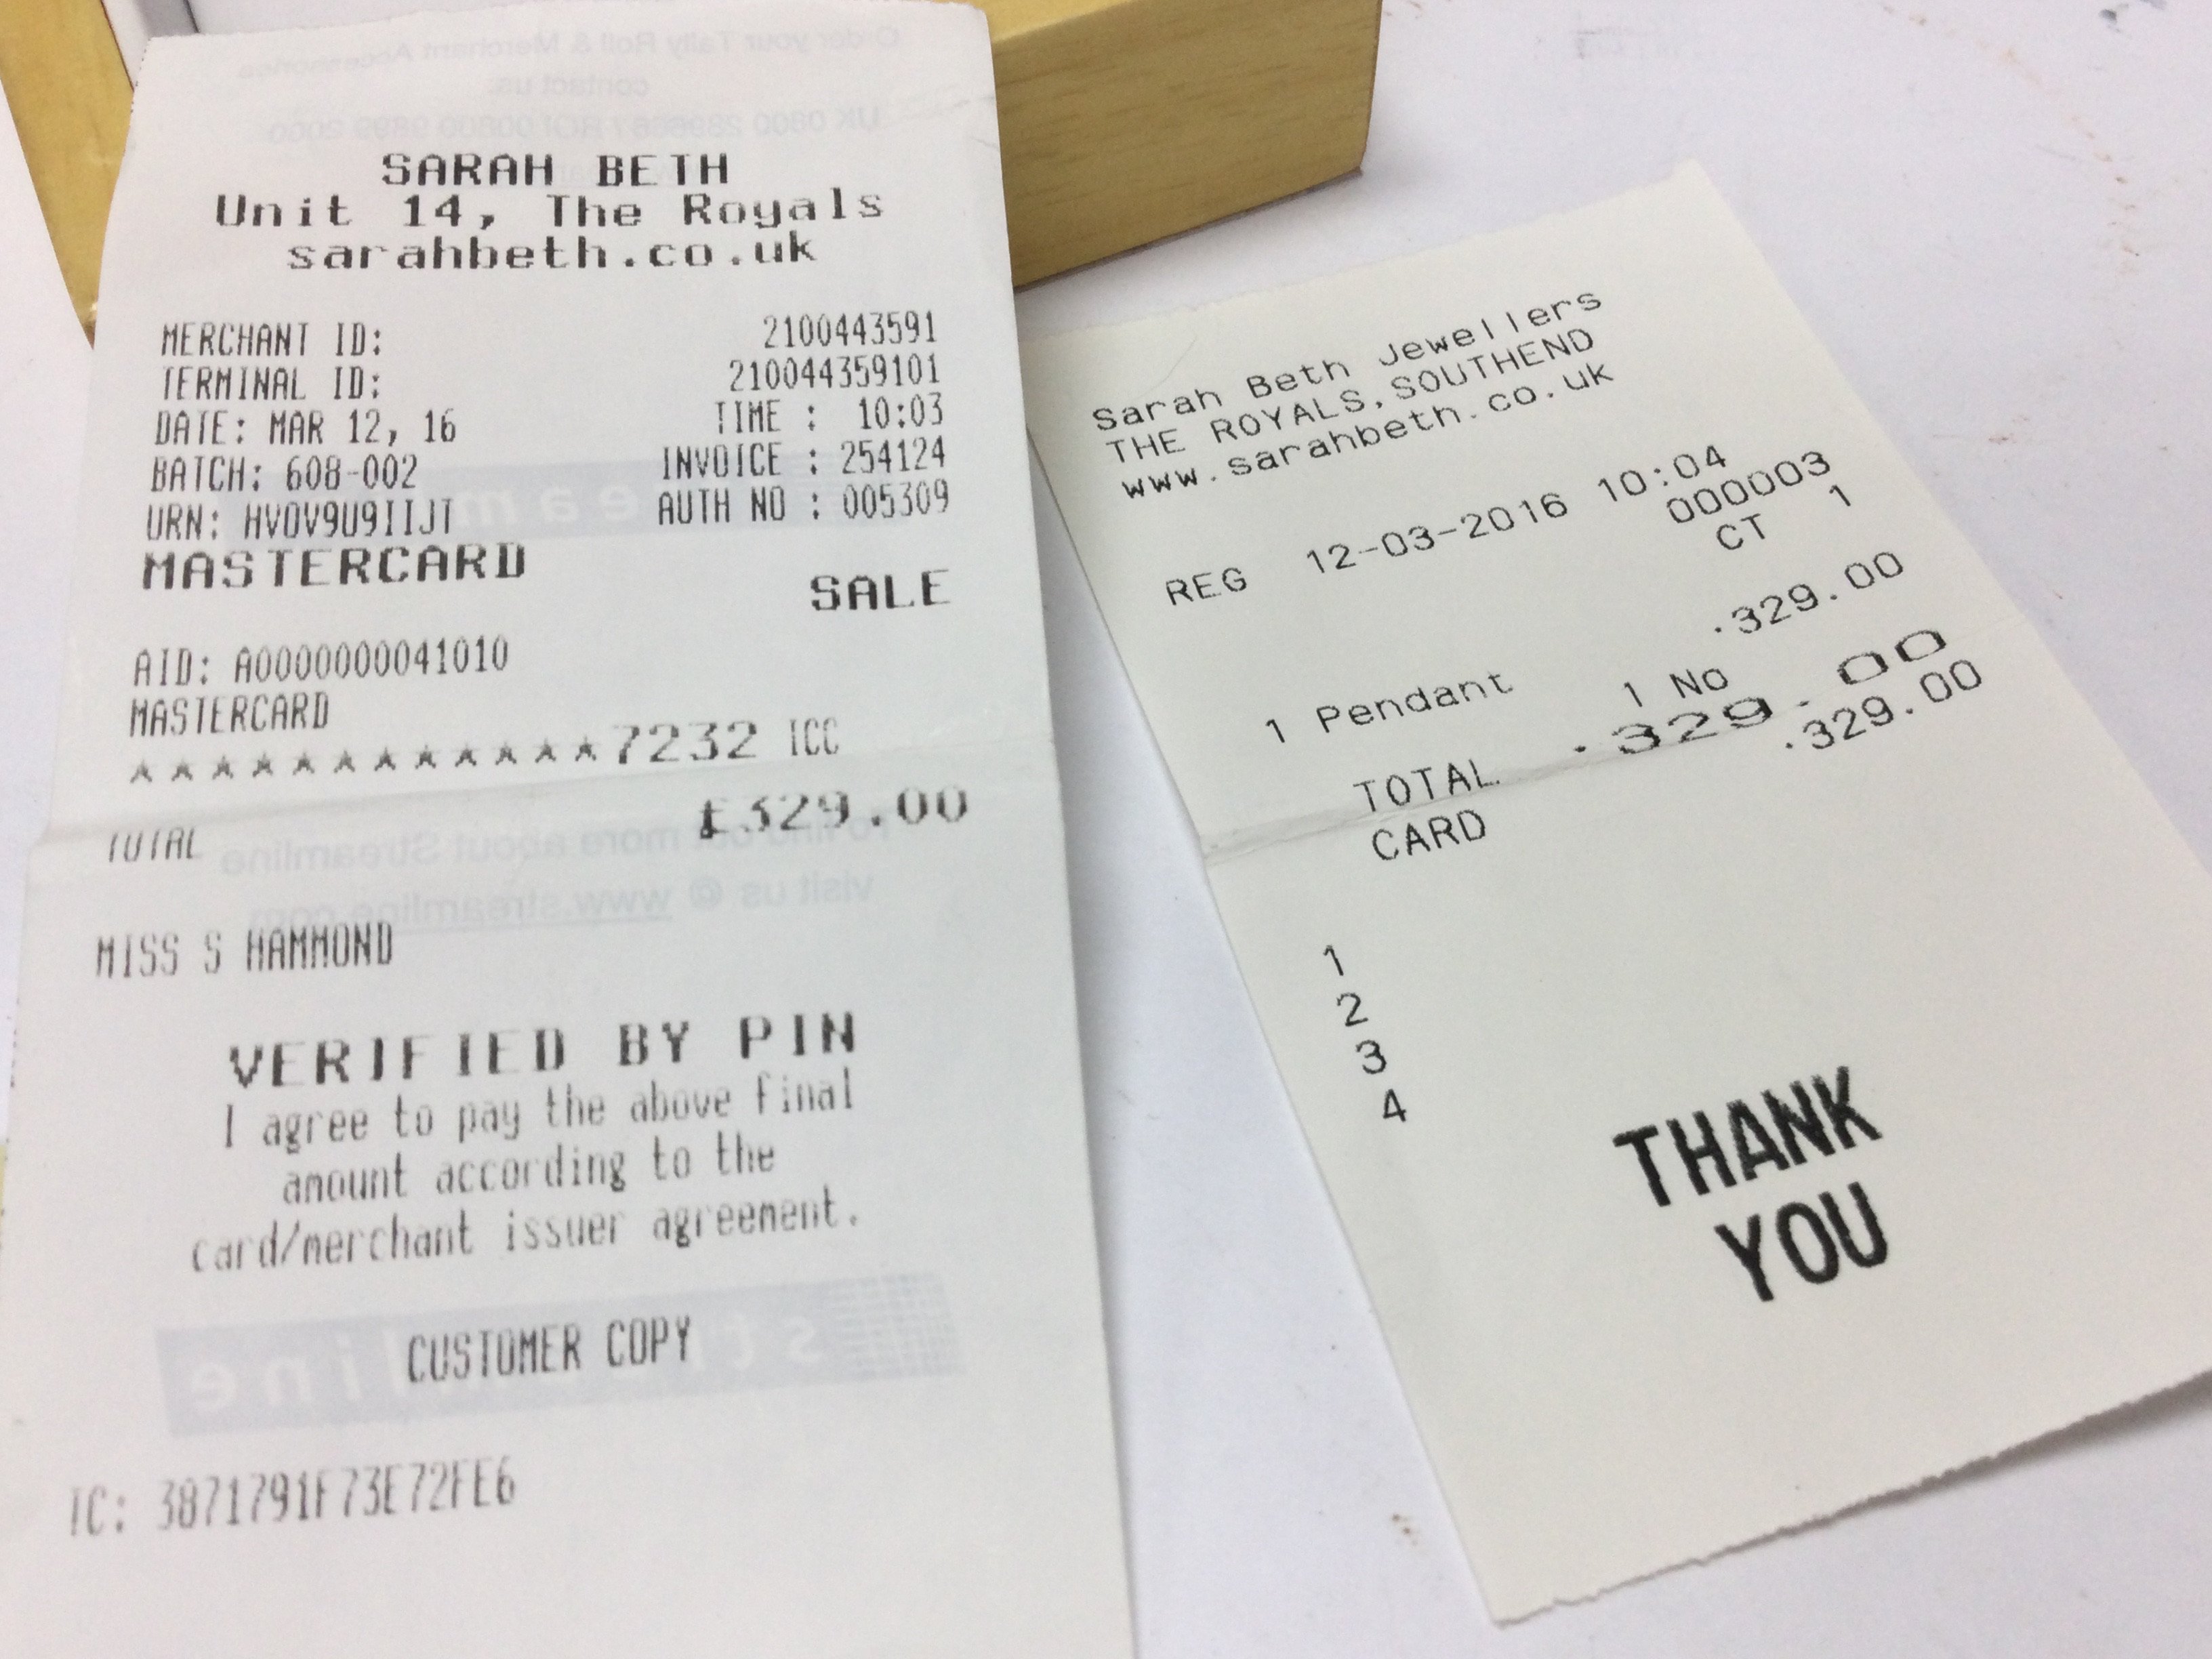 SARAH BETH
Unit 14, The Royals
sarahbeth.co.uk
MERCHANT ID: 2100443591
TERMINAL ID: 210044359101
DATE: MAR 12, 16 TIME : 10:03
BATCH: 608-002 INVOICE : 254124
URN: HVOV9U9IIJT AUTH NO : 005309
MASTERCARD
SALE
AID: A0000000041010
MASTERCARD
************7232 ICC
TOTAL £329.00
MISS S HAMMOND
VERIFIED BY PIN
I agree to pay the above final
amount according to the
card/merchant issuer agreement.
CUSTOMER COPY
TC: 3871791F73E72FE6
Sarah Beth Jewellers
THE ROYALS,SOUTHEND
www.sarahbeth.co.uk
REG 12-03-2016 10:04
000003
CT 1
1 Pendant .329.00
1 No
TOTAL .329.00
CARD .329.00
1
2
3
4
THANK
YOU